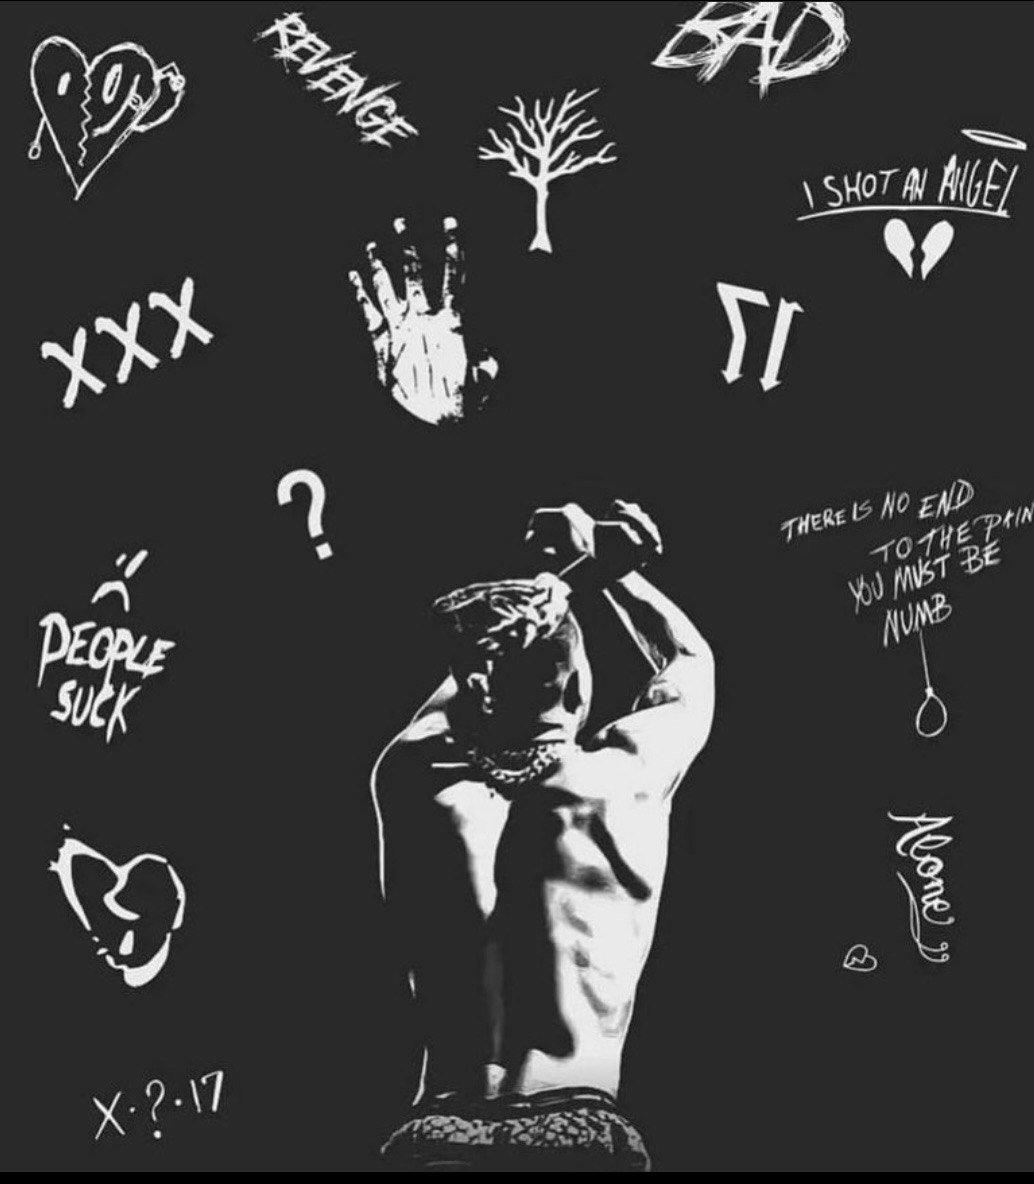 REVENGE
BAD
I SHOT AN ANGEL
XXX
17
?
THERE IS NO END
TO THE PAIN
YOU MUST BE
NUMB
PEOPLE
SUCK
Alone
X.?.17